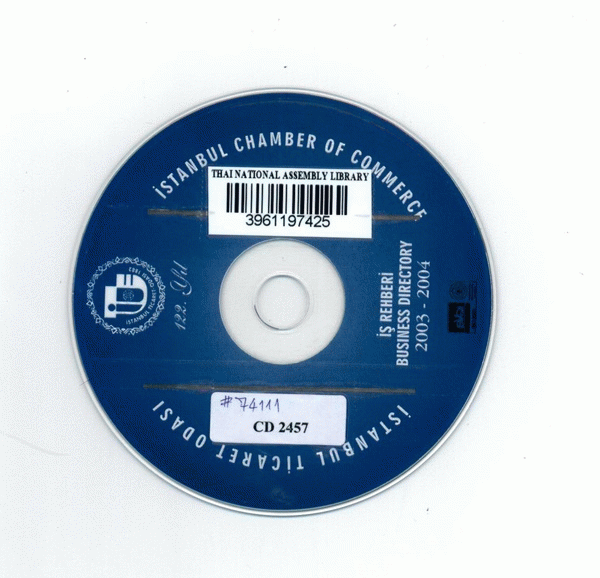 İSTANBUL CHAMBER OF COMMERCE
THAI NATIONAL ASSEMBLY LIBRARY
3961197425
122. Yıl
İŞ REHBERİ
BUSINESS DIRECTORY
2003 - 2004
#74111
CD 2457
İSTANBUL TİCARET ODASI